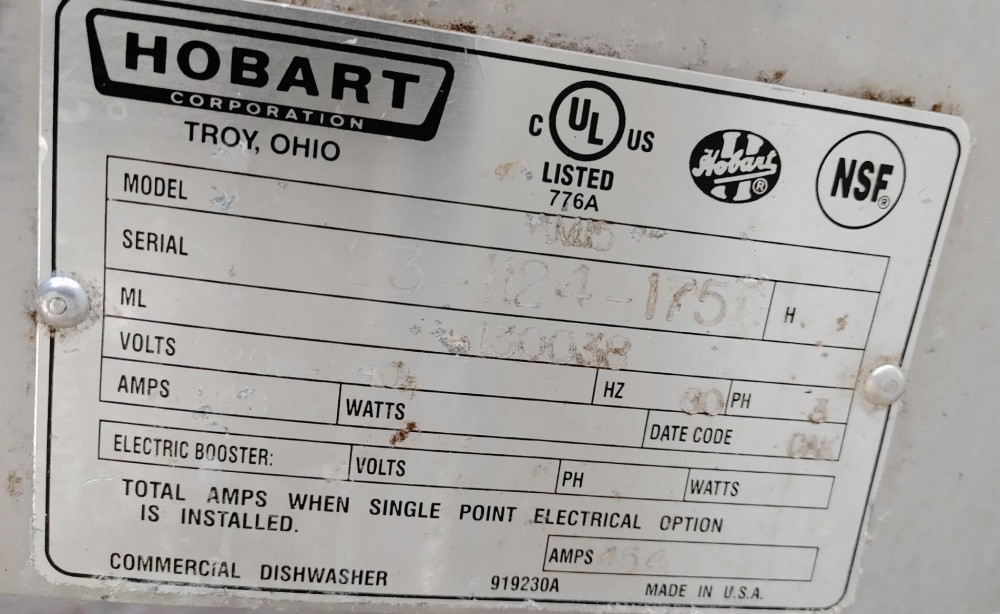 HOBART
CORPORATION
TROY, OHIO
C UL US
LISTED
776A
Hobart ®
NSF®
MODEL
SERIAL 23-1124-175 H
ML 130038
VOLTS HZ 60 PH 3
AMPS WATTS DATE CODE
ELECTRIC BOOSTER: VOLTS PH WATTS
TOTAL AMPS WHEN SINGLE POINT ELECTRICAL OPTION
IS INSTALLED.
AMPS
COMMERCIAL DISHWASHER 919230A MADE IN U.S.A.